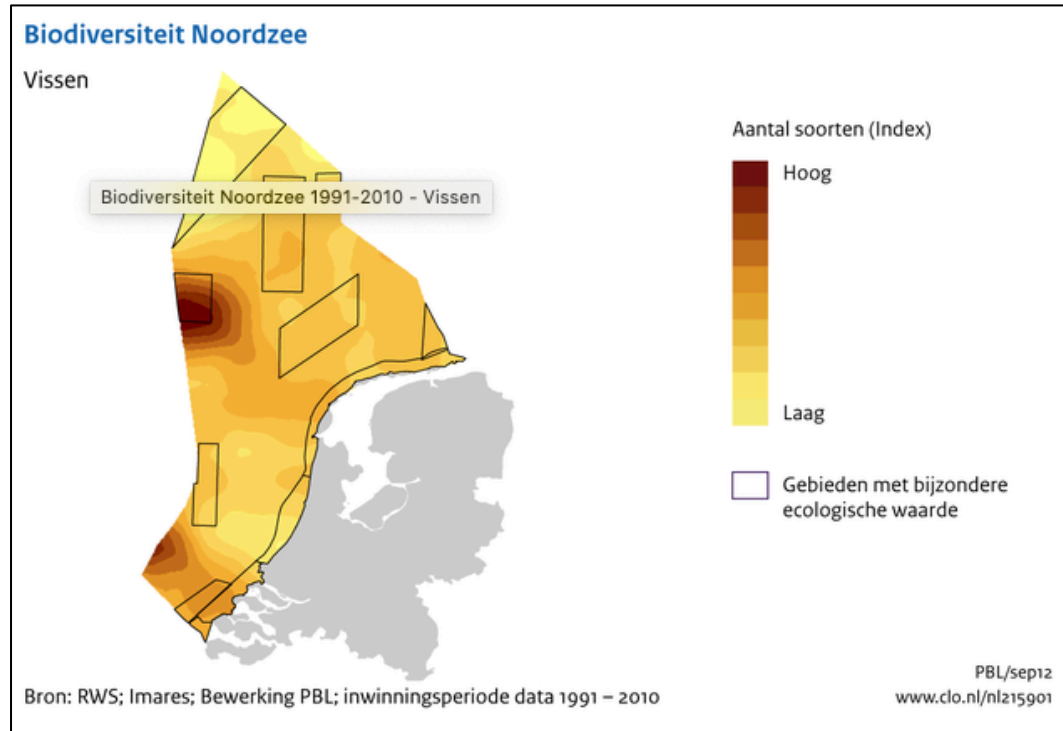 Biodiversiteit Noordzee
Vissen
Aantal soorten (Index)
Hoog
Biodiversiteit Noordzee 1991-2010 - Vissen
Laag
Gebieden met bijzondere
ecologische waarde
PBL/sep12
Bron: RWS; Imares; Bewerking PBL; inwinningsperiode data 1991 – 2010
www.clo.nl/nl215901